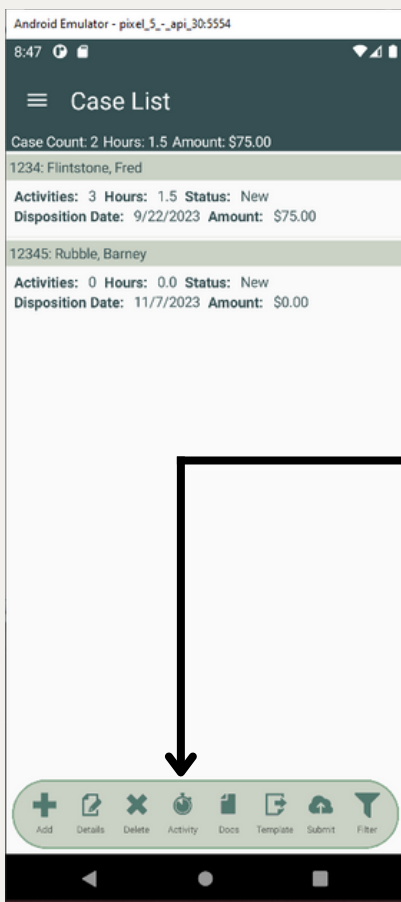 Android Emulator - pixel_5_-_api_30:5554
8:47
Case List
Case Count: 2 Hours: 1.5 Amount: $75.00
1234: Flintstone, Fred
Activities: 3 Hours: 1.5 Status: New
Disposition Date: 9/22/2023 Amount: $75.00
12345: Rubble, Barney
Activities: 0 Hours: 0.0 Status: New
Disposition Date: 11/7/2023 Amount: $0.00
Add Details Delete Activity Docs Template Submit Filter